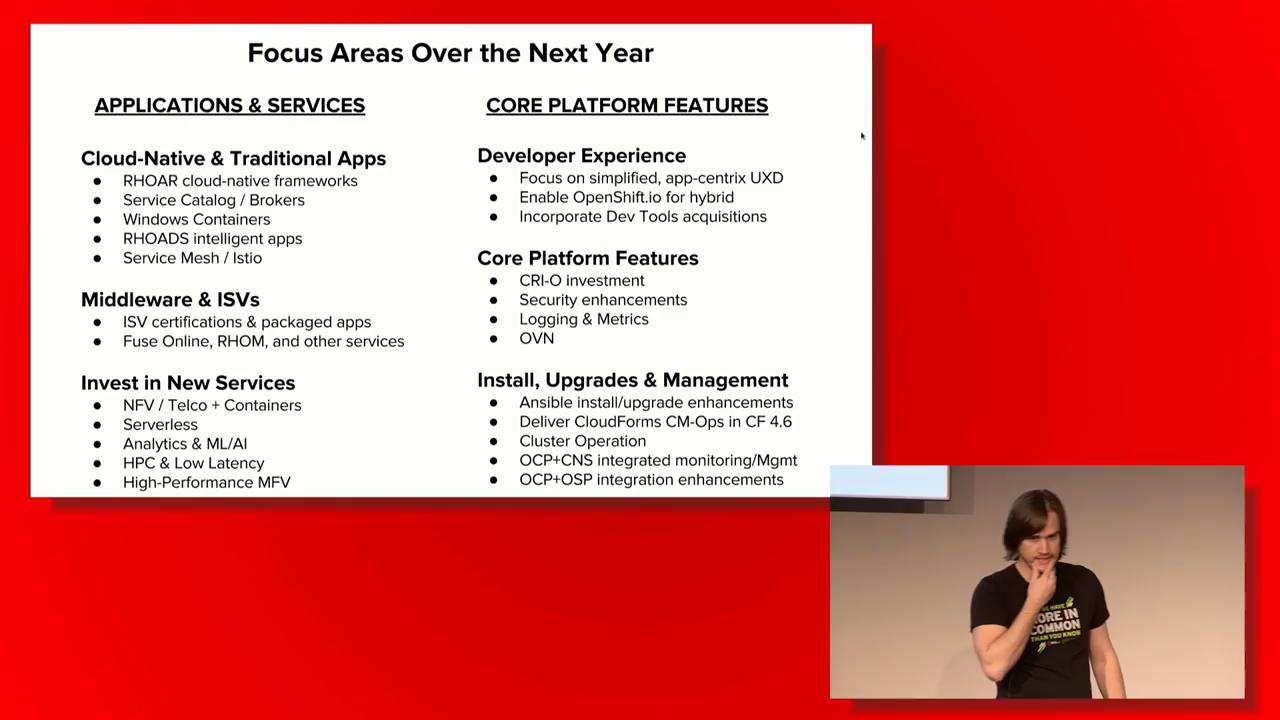 Focus Areas Over the Next Year
APPLICATIONS & SERVICES
Cloud-Native & Traditional Apps
● RHOAR cloud-native frameworks
● Service Catalog / Brokers
● Windows Containers
● RHOADS intelligent apps
● Service Mesh / Istio
Middleware & ISVs
● ISV certifications & packaged apps
● Fuse Online, RHOM, and other services
Invest in New Services
● NFV / Telco + Containers
● Serverless
● Analytics & ML/AI
● HPC & Low Latency
● High-Performance MFV
CORE PLATFORM FEATURES
Developer Experience
● Focus on simplified, app-centrix UXD
● Enable OpenShift.io for hybrid
● Incorporate Dev Tools acquisitions
Core Platform Features
● CRI-O investment
● Security enhancements
● Logging & Metrics
● OVN
Install, Upgrades & Management
● Ansible install/upgrade enhancements
● Deliver CloudForms CM-Ops in CF 4.6
● Cluster Operation
● OCP+CNS integrated monitoring/Mgmt
● OCP+OSP integration enhancements
HAVE
MORE IN
COMMON
THAN YOU KNOW